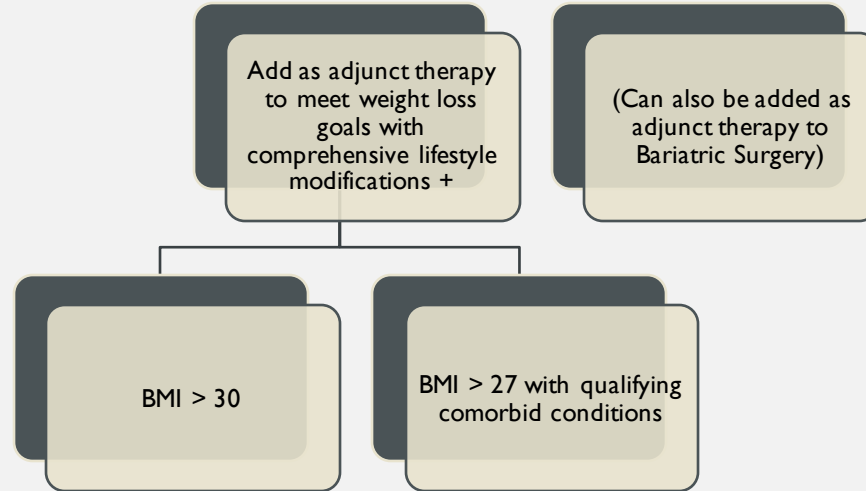 Add as adjunct therapy
to meet weight loss
goals with
comprehensive lifestyle
modifications +
(Can also be added as
adjunct therapy to
Bariatric Surgery)
BMI > 30
BMI > 27 with qualifying
comorbid conditions